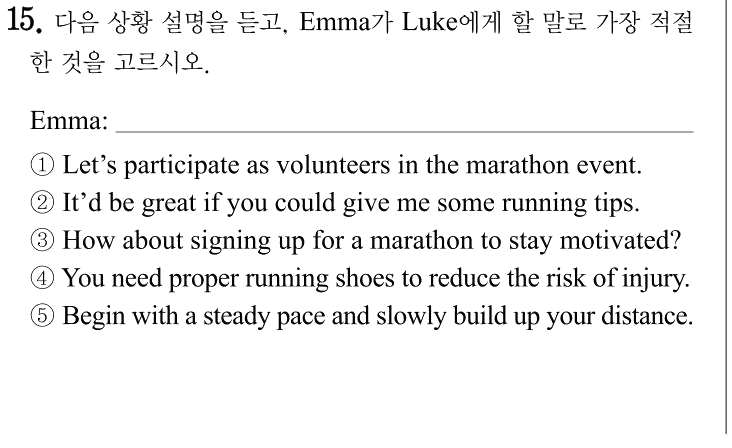 15. 다음 상황 설명을 듣고, Emma가 Luke에게 할 말로 가장 적절
한 것을 고르시오.
Emma:
① Let's participate as volunteers in the marathon event.
② It'd be great if you could give me some running tips.
③ How about signing up for a marathon to stay motivated?
④ You need proper running shoes to reduce the risk of injury.
⑤ Begin with a steady pace and slowly build up your distance.